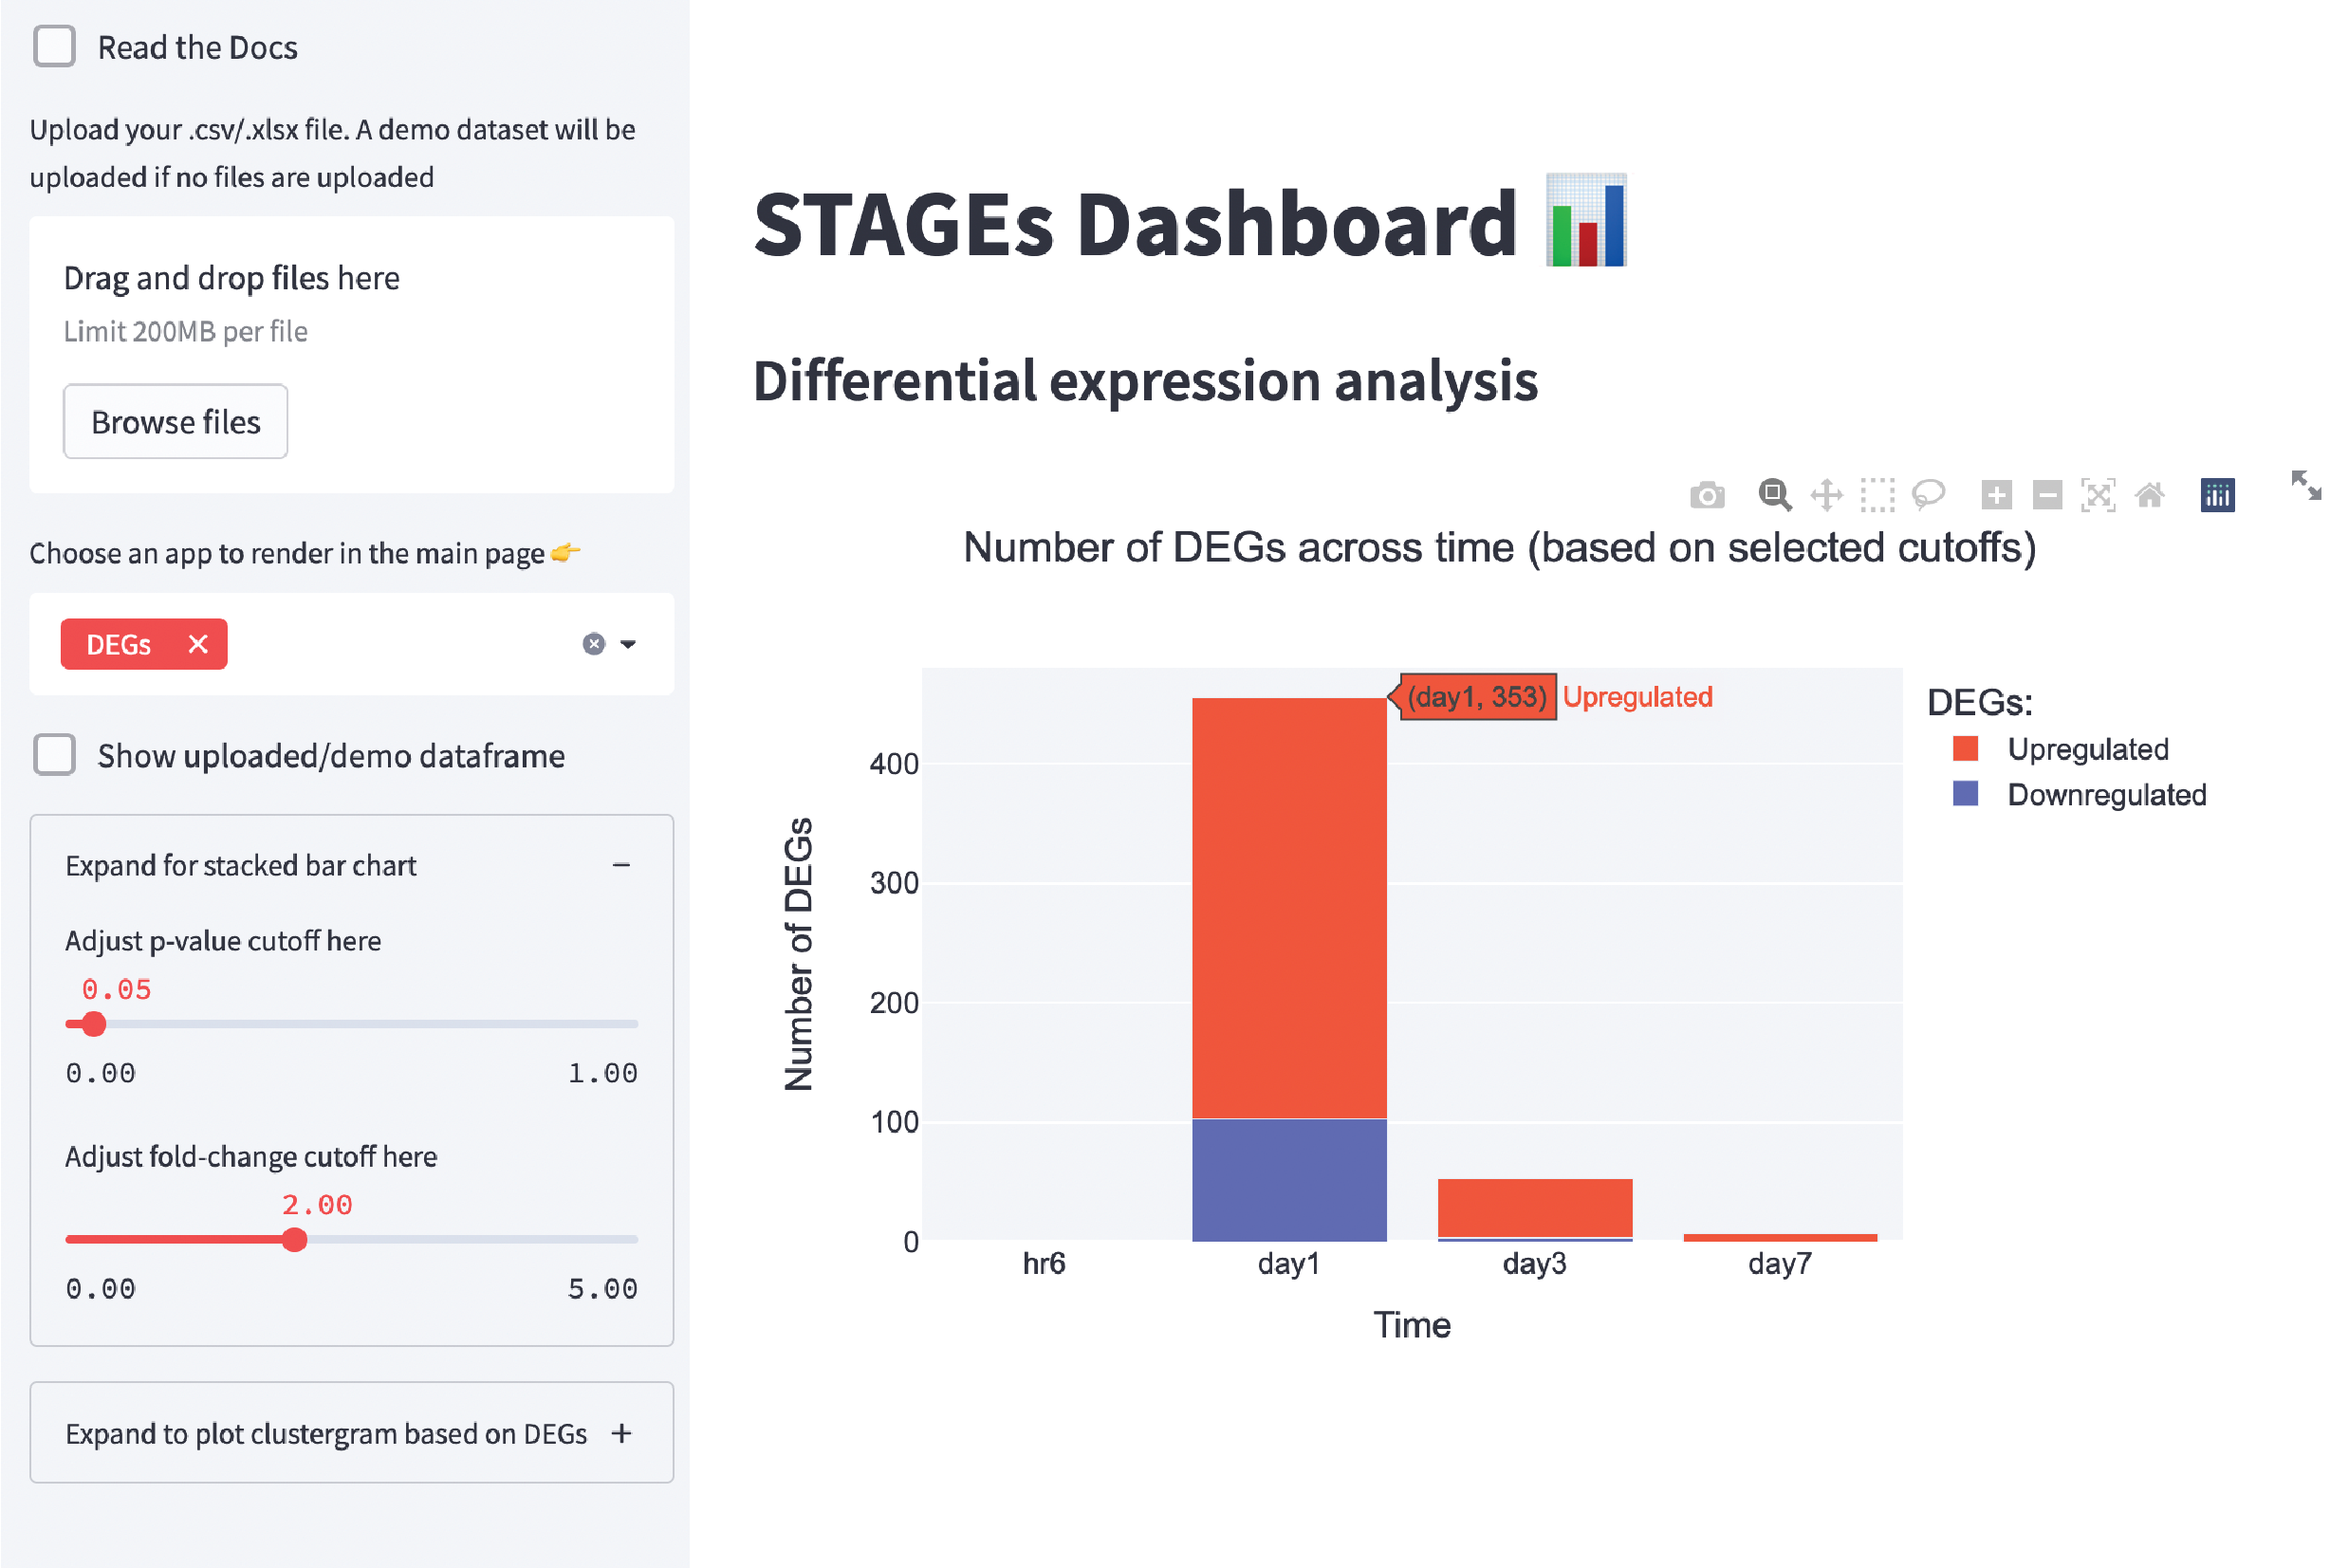 Read the Docs
Upload your .csv/.xlsx file. A demo dataset will be
uploaded if no files are uploaded
Drag and drop files here
Limit 200MB per file
Browse files
Choose an app to render in the main page
DEGs
Show uploaded/demo dataframe
Expand for stacked bar chart
Adjust p-value cutoff here
0.05
0.00 1.00
Adjust fold-change cutoff here
2.00
0.00 5.00
Expand to plot clustergram based on DEGs
STAGEs Dashboard
Differential expression analysis
Number of DEGs across time (based on selected cutoffs)
(day1, 353) Upregulated
DEGs:
Upregulated
Downregulated
Number of DEGs
400
300
200
100
0
hr6 day1 day3 day7
Time